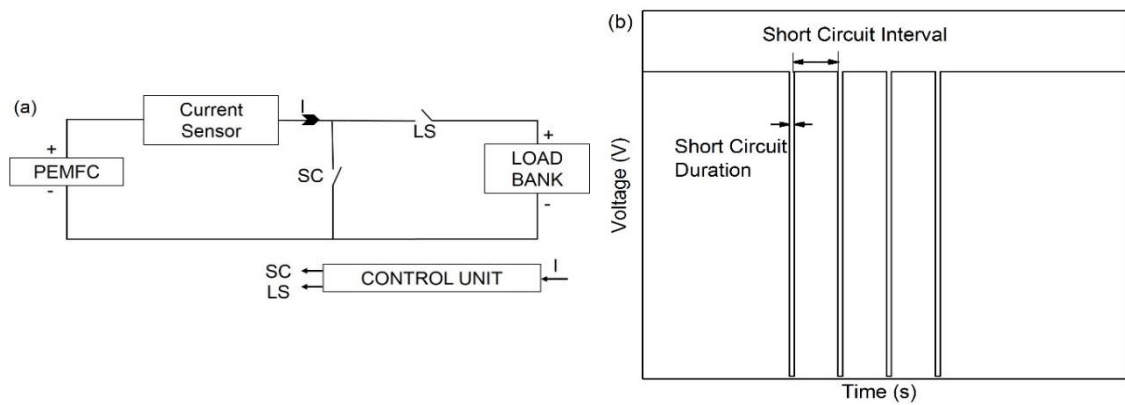 (a)
Current
Sensor
I
LS
+
PEMFC
-
SC
+
LOAD
BANK
-
SC
LS
CONTROL UNIT
I
(b)
Short Circuit Interval
Short Circuit
Duration
Voltage (V)
Time (s)